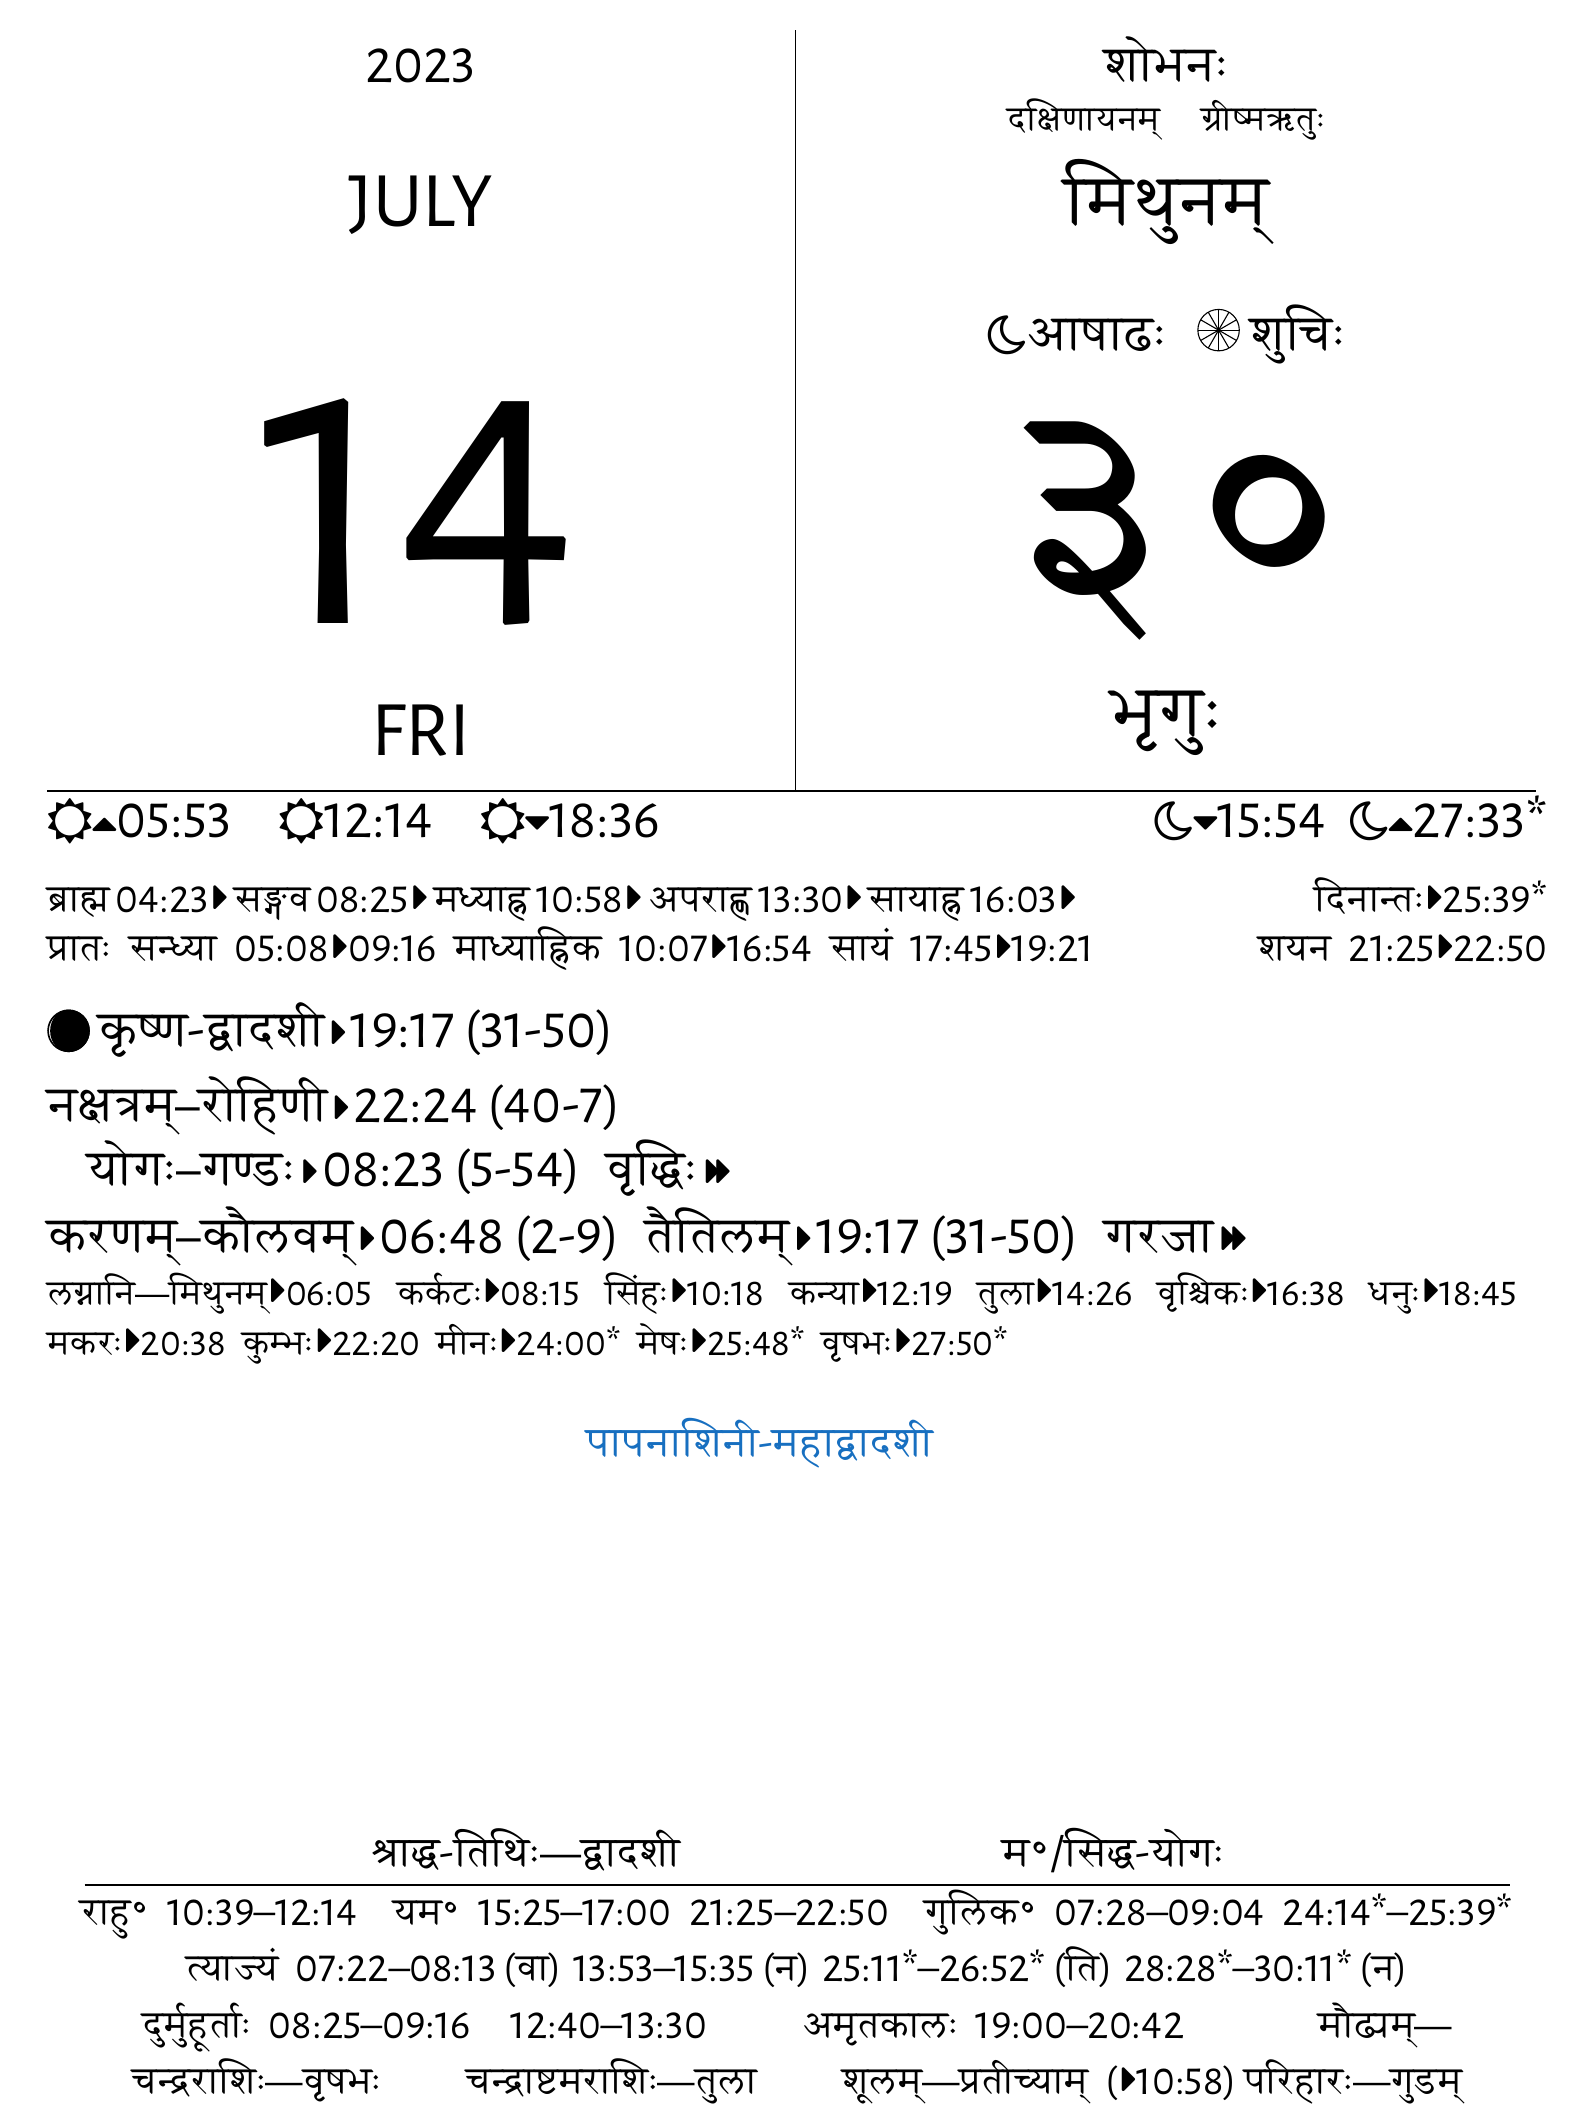 2023
JULY
14
FRI
शोभनः
दक्षिणायनम् ग्रीष्मऋतुः
मिथुनम्
आषाढः शुचिः
३०
भृगुः
05:53 12:14 18:36 15:54 27:33*
ब्राह्म 04:23 सङ्गव 08:25 मध्याह्न 10:58 अपराह्ण 13:30 सायाह्न 16:03 दिनान्तः 25:39*
प्रातः सन्ध्या 05:08 09:16 माध्याह्निक 10:07 16:54 सायं 17:45 19:21 शयन 21:25 22:50
कृष्ण-द्वादशी 19:17 (31-50)
नक्षत्रम्–रोहिणी 22:24 (40-7)
योगः–गण्डः 08:23 (5-54) वृद्धिः
करणम्–कौलवम् 06:48 (2-9) तैतिलम् 19:17 (31-50) गरजा
लग्नानि—मिथुनम् 06:05 कर्कटः 08:15 सिंहः 10:18 कन्या 12:19 तुला 14:26 वृश्चिकः 16:38 धनुः 18:45
मकरः 20:38 कुम्भः 22:20 मीनः 24:00* मेषः 25:48* वृषभः 27:50*
पापनाशिनी-महाद्वादशी
श्राद्ध-तिथिः—द्वादशी म॰/सिद्ध-योगः
राहु॰ 10:39–12:14 यम॰ 15:25–17:00 21:25–22:50 गुलिक॰ 07:28–09:04 24:14*–25:39*
त्याज्यं 07:22–08:13 (वा) 13:53–15:35 (न) 25:11*–26:52* (ति) 28:28*–30:11* (न)
दुर्मुहूर्ताः 08:25–09:16 12:40–13:30 अमृतकालः 19:00–20:42 मौढ्यम्—
चन्द्रराशिः—वृषभः चन्द्राष्टमराशिः—तुला शूलम्—प्रतीच्याम् (10:58) परिहारः—गुडम्